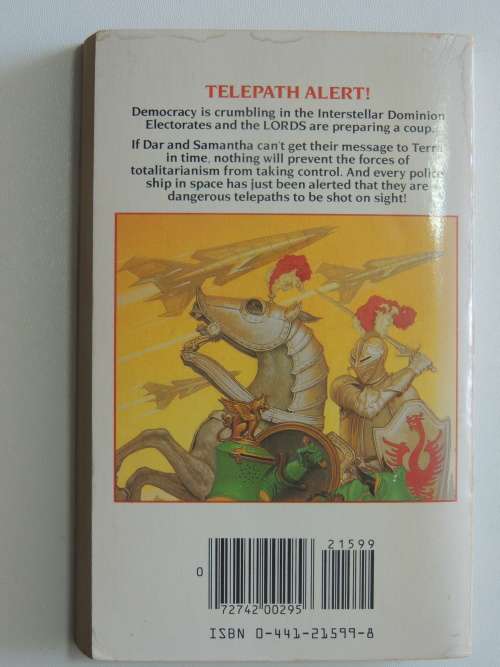 TELEPATH ALERT!
Democracy is crumbling in the Interstellar Dominion
Electorates and the LORDS are preparing a coup.
If Dar and Samantha can't get their message to Terra
in time, nothing will prevent the forces of
totalitarianism from taking control. And every police
ship in space has just been alerted that they are
dangerous telepaths to be shot on sight!
21599
0
72742 00295
ISBN 0-441-21599-8